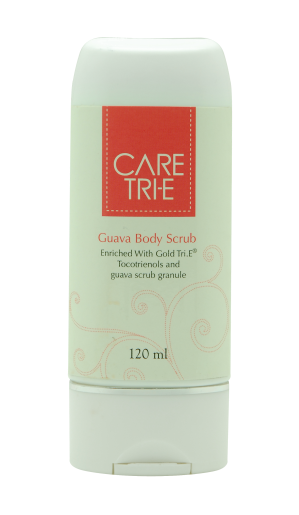 CARE
TRI-E
Guava Body Scrub
Enriched With Gold Tri.E®
Tocotrienols and
guava scrub granule
120 ml